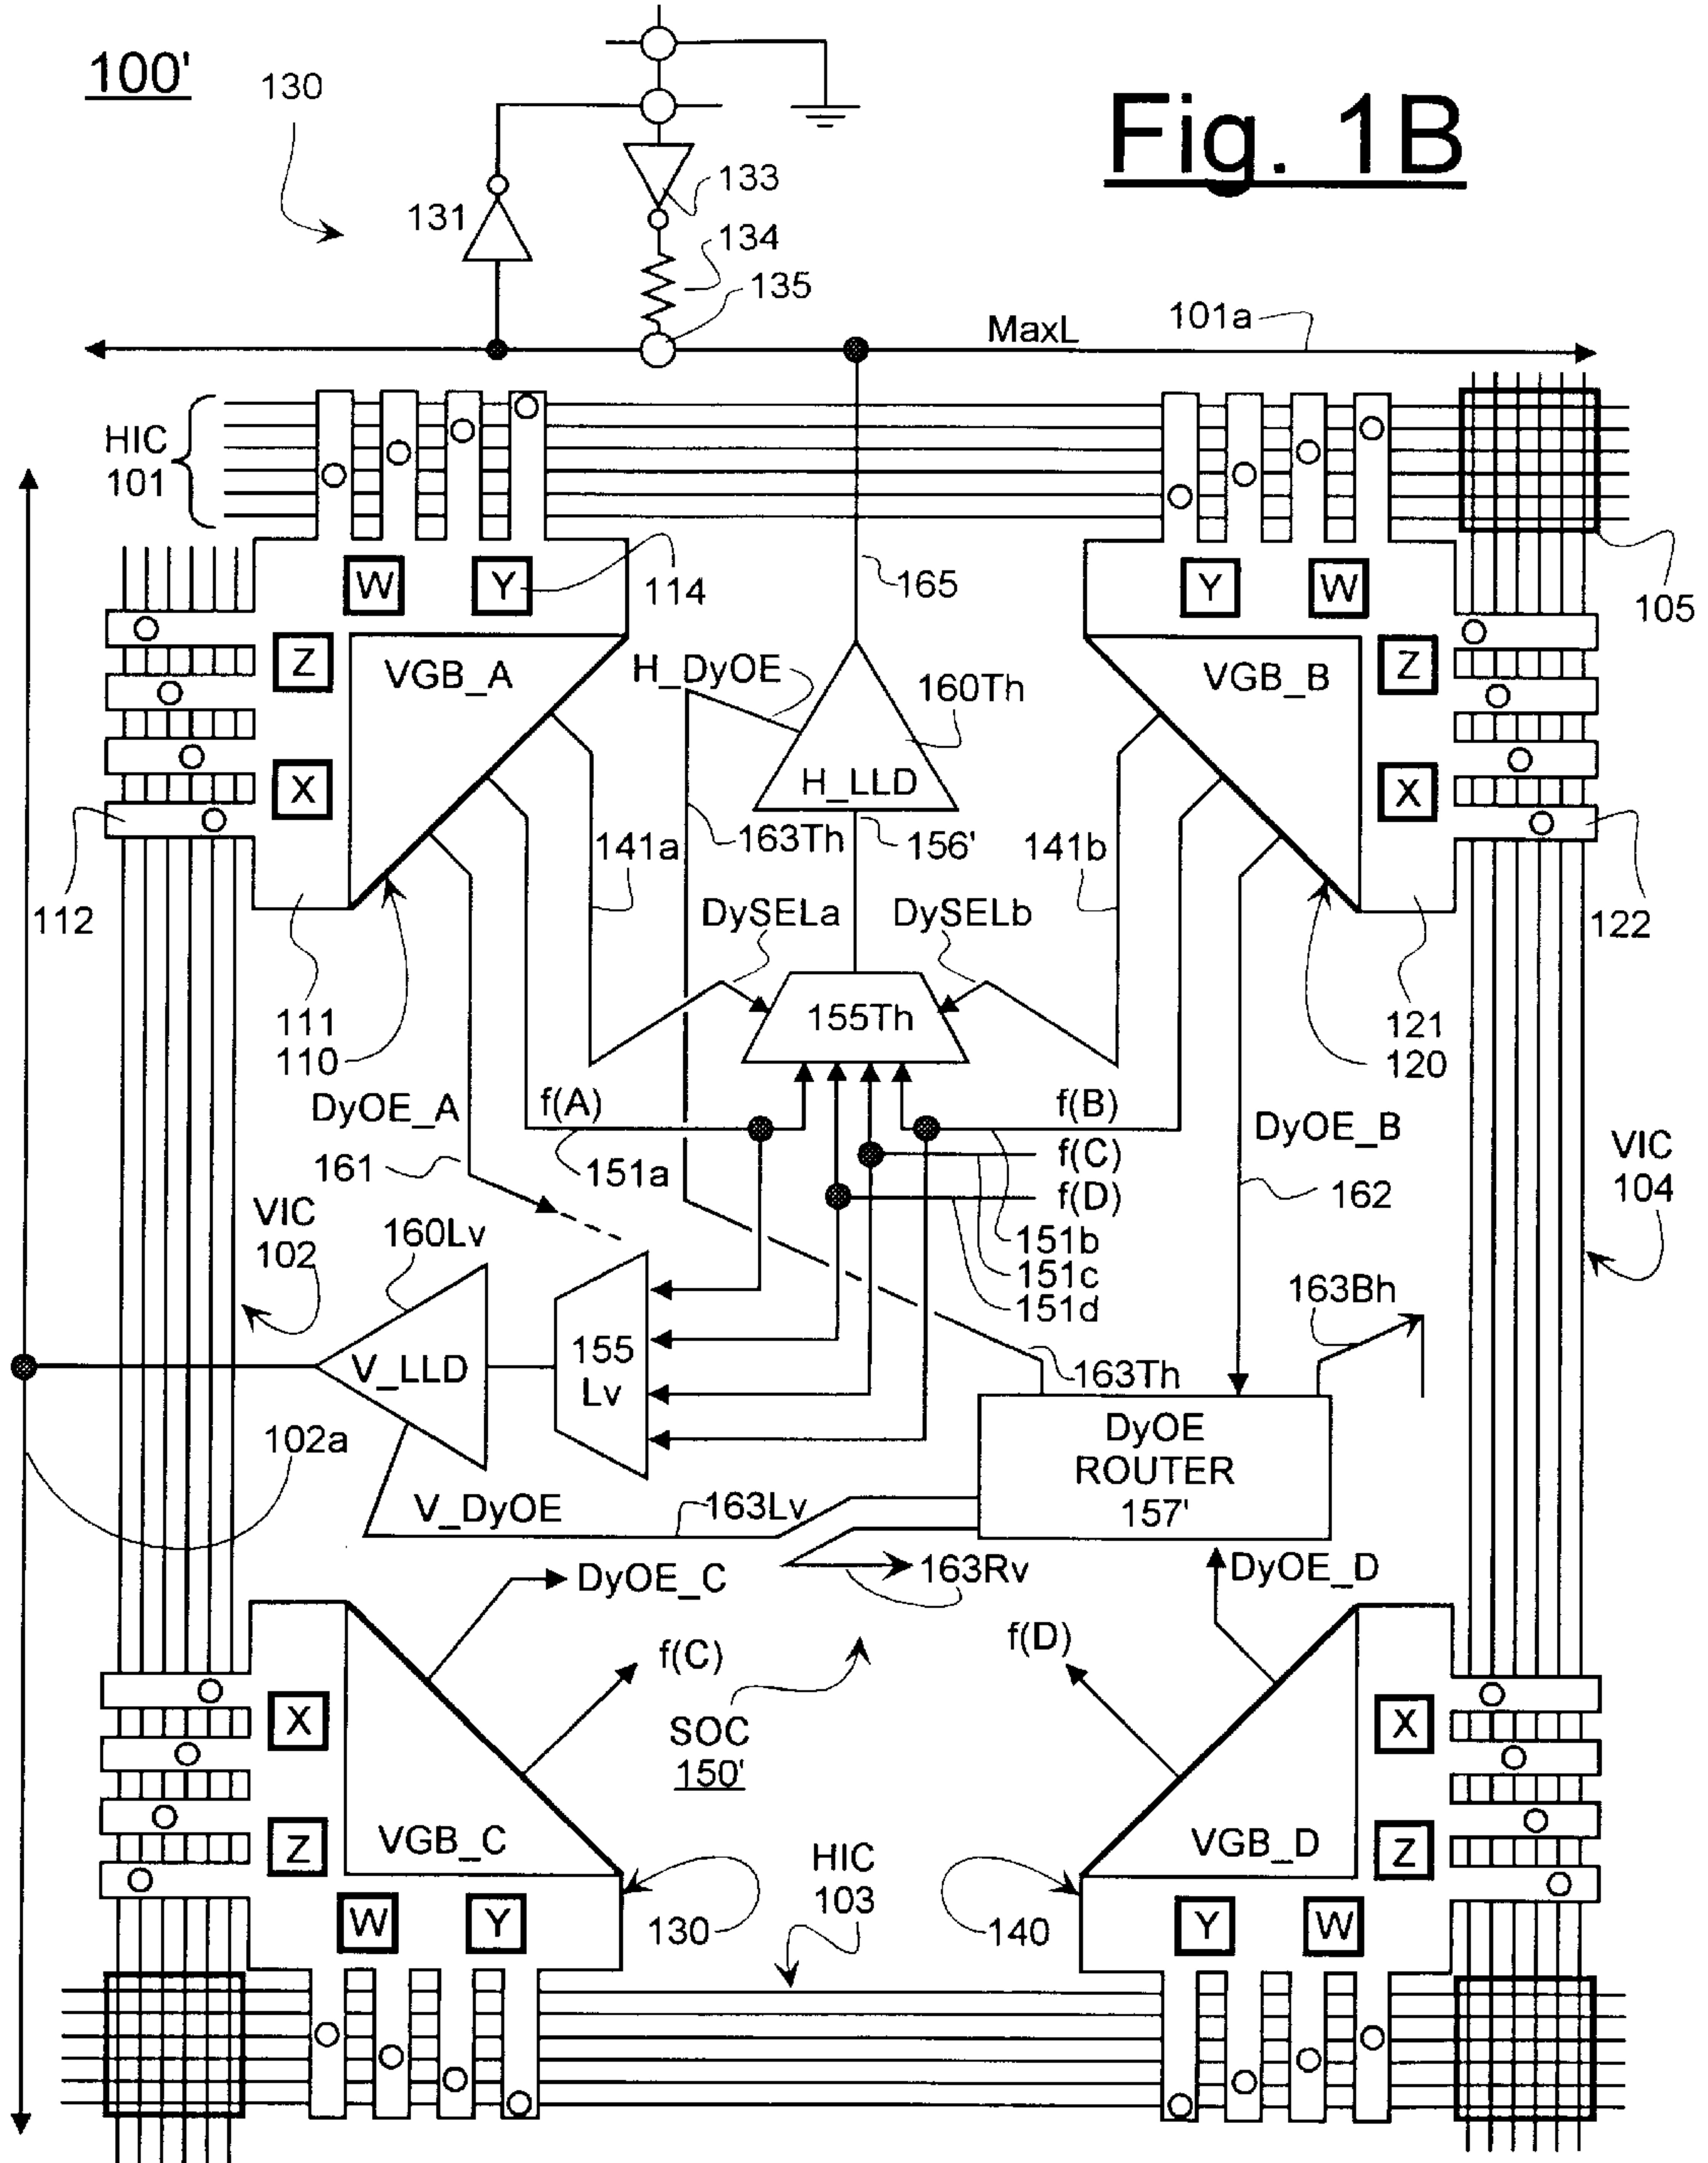 100'
130
Fig. 1B
131
133
134
135
MaxL
101a
HIC
101
W
Y
114
165
Y
W
105
Z
VGB_A
H_DyOE
160Th
VGB_B
Z
X
H_LLD
X
112
141a
163Th
156'
141b
122
DySELa
DySELb
111
110
155Th
121
120
DyOE_A
f(A)
f(B)
DyOE_B
161
151a
f(C)
f(D)
VIC
104
VIC
102
160Lv
162
151b
151c
151d
163Bh
V_LLD
155
Lv
163Th
102a
DyOE
ROUTER
157'
V_DyOE
163Lv
DyOE_C
163Rv
DyOE_D
f(C)
f(D)
X
SOC
150'
X
Z
VGB_C
HIC
103
VGB_D
Z
W
Y
130
140
Y
W